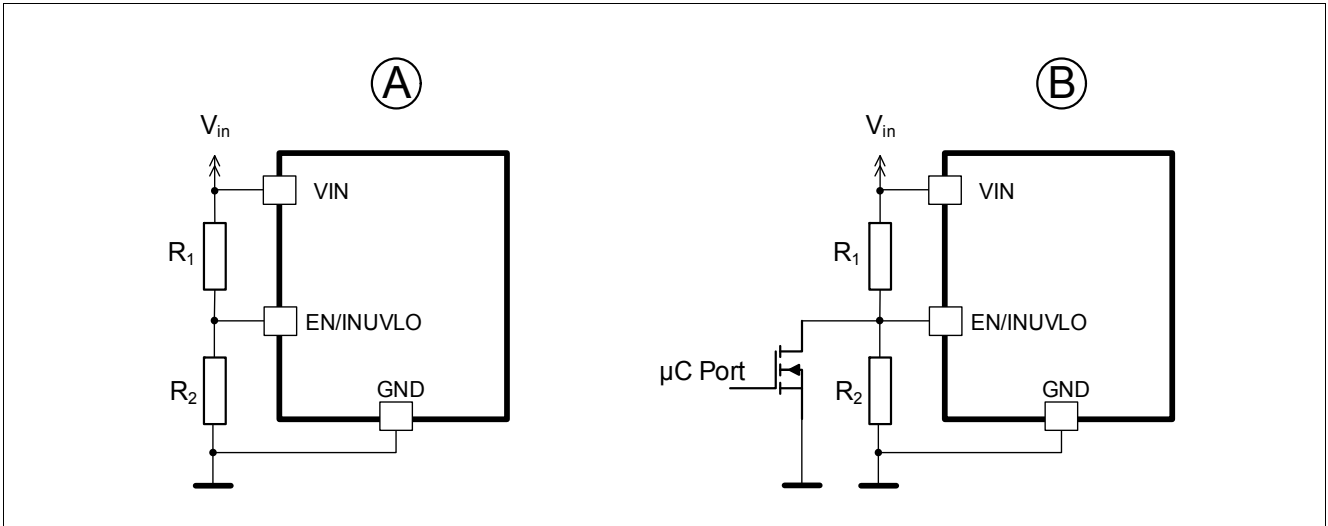 A
Vin
VIN
R1
EN/INUVLO
R2
GND
B
Vin
VIN
R1
EN/INUVLO
µC Port
R2
GND